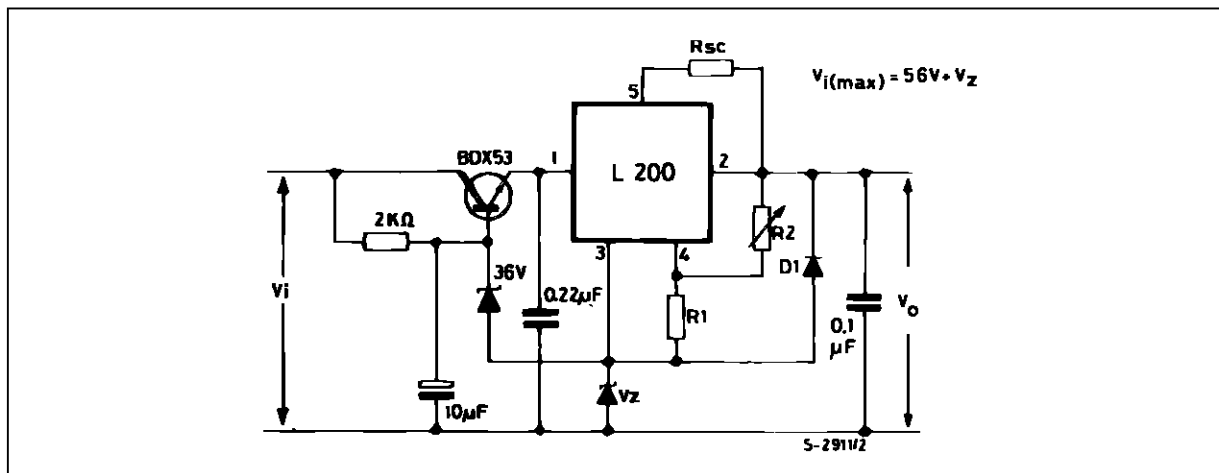 Rsc
Vi(max) = 56V+ Vz
5
BDX53
1
L 200
2
2KΩ
R2
3
4
36V
D1
Vi
0.22µF
R1
0,1
µF
Vo
Vz
10µF
S-2911/2